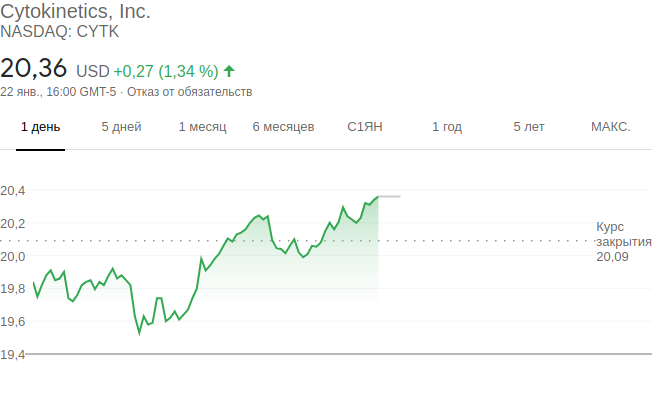 Cytokinetics, Inc.
NASDAQ: CYTK
20,36 USD +0,27 (1,34 %)
22 янв., 16:00 GMT-5 · Отказ от обязательств
1 день 5 дней 1 месяц 6 месяцев С1ЯН 1 год 5 лет МАКС.
20,4
20,2
Курс
закрытия
20,09
20,0
19,8
19,6
19,4